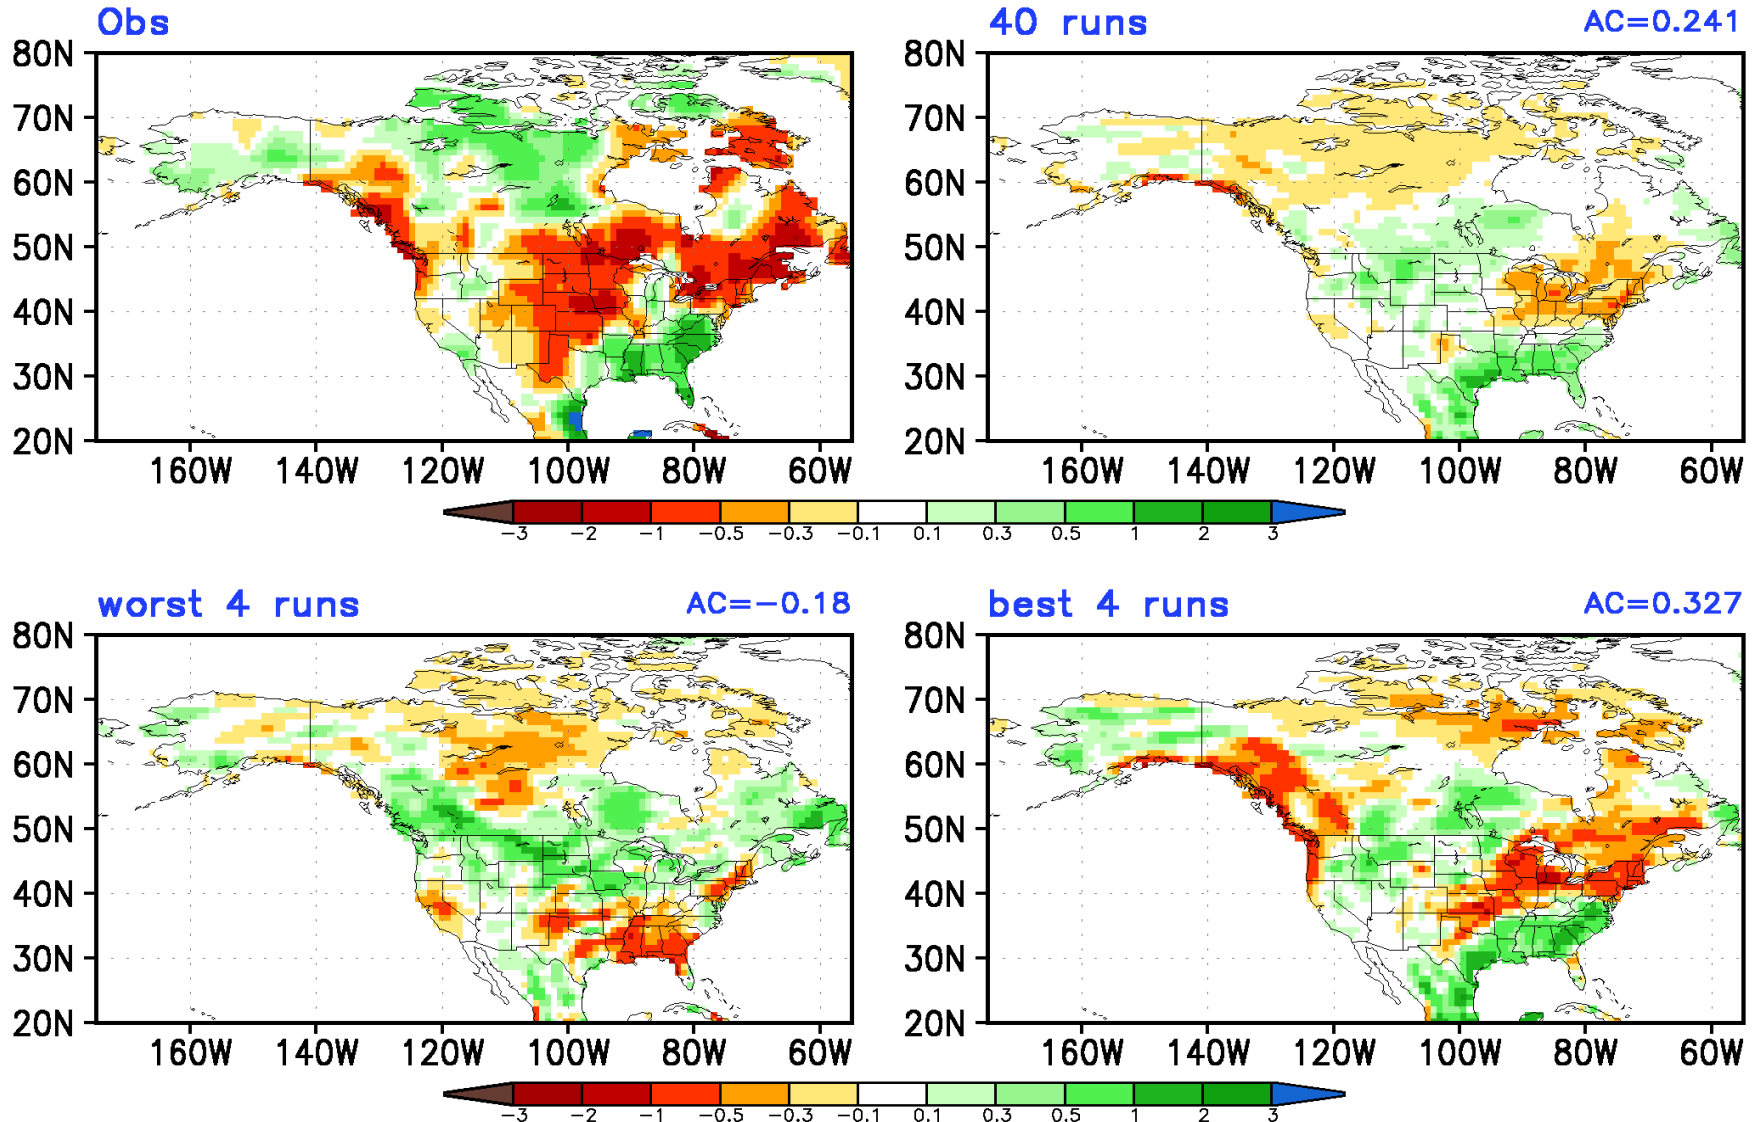 Obs
40 runs AC=0.241
80N 80N
70N 70N
60N 60N
50N 50N
40N 40N
30N 30N
20N 20N
160W 140W 120W 100W 80W 60W 160W 140W 120W 100W 80W 60W
-3 -2 -1 -0.5 -0.3 -0.1 0.1 0.3 0.5 1 2 3
worst 4 runs AC=-0.18
best 4 runs AC=0.327
80N 80N
70N 70N
60N 60N
50N 50N
40N 40N
30N 30N
20N 20N
160W 140W 120W 100W 80W 60W 160W 140W 120W 100W 80W 60W
-3 -2 -1 -0.5 -0.3 -0.1 0.1 0.3 0.5 1 2 3